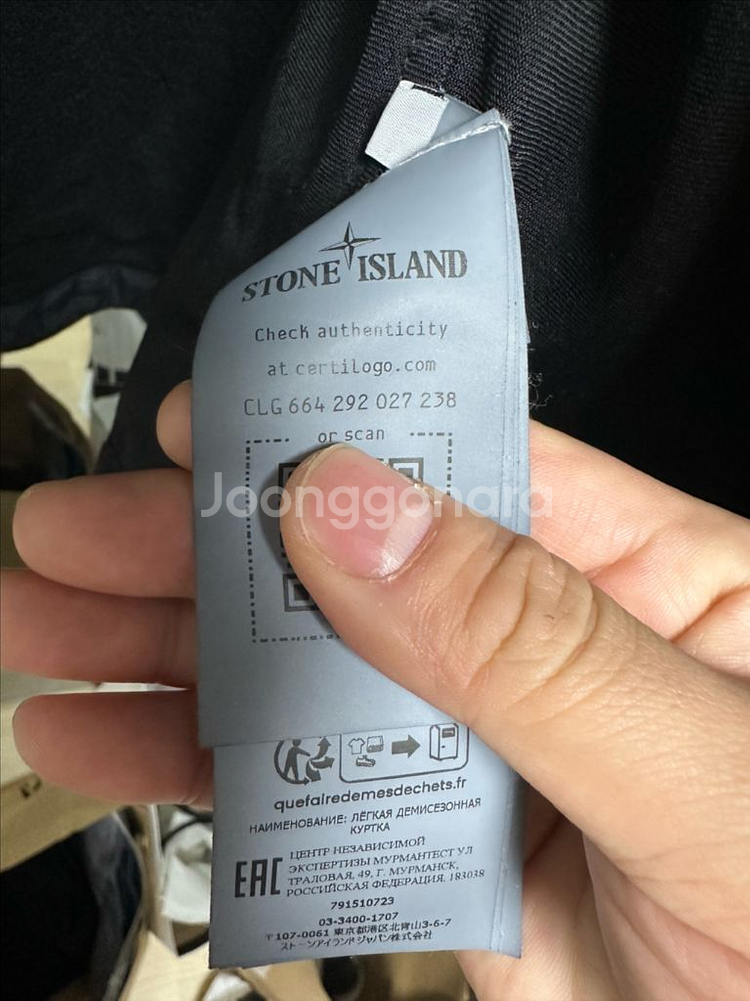 STONE ISLAND
Check authenticity
at certilogo.com
CLG 664 292 027 238
or scan
Joonggonara
quefairedemesdechets.fr
НАИМЕНОВАНИЕ: ЛЁГКАЯ ДЕМИСЕЗОННАЯ
КУРТКА
EAC
ЦЕНТР НЕЗАВИСИМОЙ
ЭКСПЕРТИЗЫ МУРМАНТЕСТ УЛ
ТРАЛОВАЯ, 49, Г. МУРМАНСК,
РОССИЙСКАЯ ФЕДЕРАЦИЯ, 183038
791510723
03-3400-1707
〒107-0061 東京都港区北青山3-6-7
ストーンアイランドジャパン株式会社